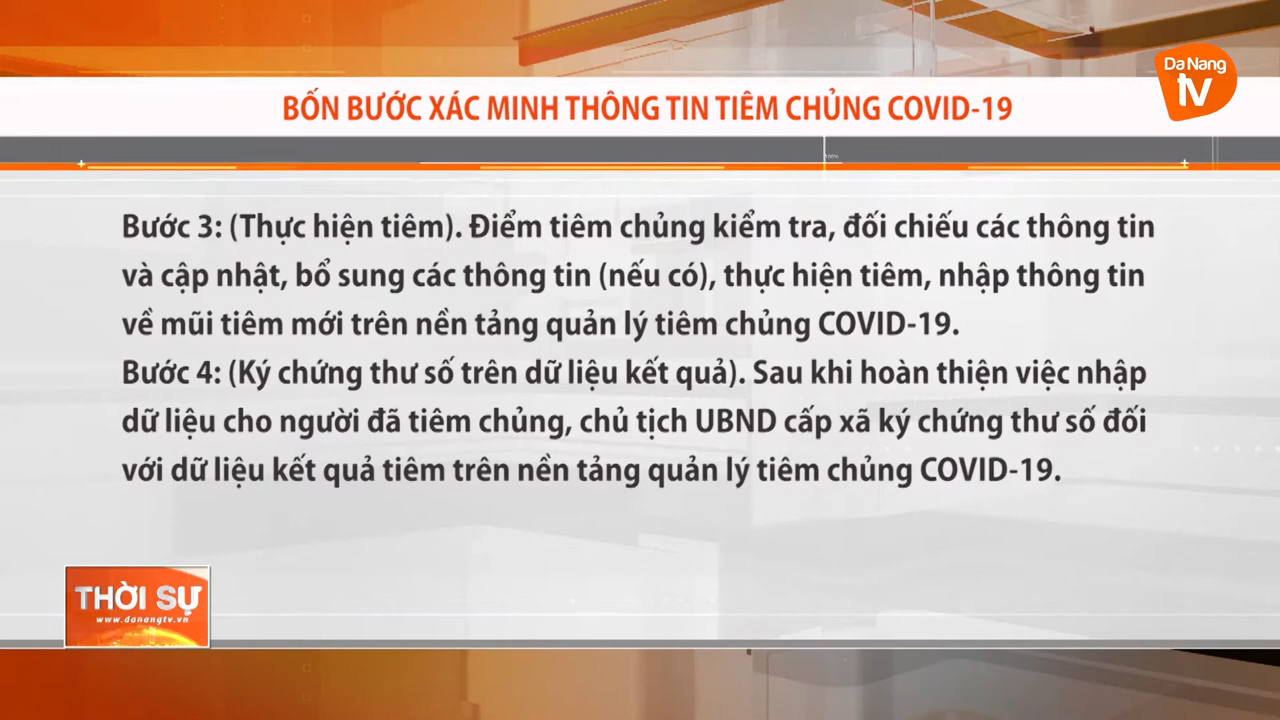 Da Nang
tv
BỐN BƯỚC XÁC MINH THÔNG TIN TIÊM CHỦNG COVID-19
100%
Bước 3: (Thực hiện tiêm). Điểm tiêm chủng kiểm tra, đối chiếu các thông tin
và cập nhật, bổ sung các thông tin (nếu có), thực hiện tiêm, nhập thông tin
về mũi tiêm mới trên nền tảng quản lý tiêm chủng COVID-19.
Bước 4: (Ký chứng thư số trên dữ liệu kết quả). Sau khi hoàn thiện việc nhập
dữ liệu cho người đã tiêm chủng, chủ tịch UBND cấp xã ký chứng thư số đối
với dữ liệu kết quả tiêm trên nền tảng quản lý tiêm chủng COVID-19.
THỜI SỰ
www.danangtv.vn